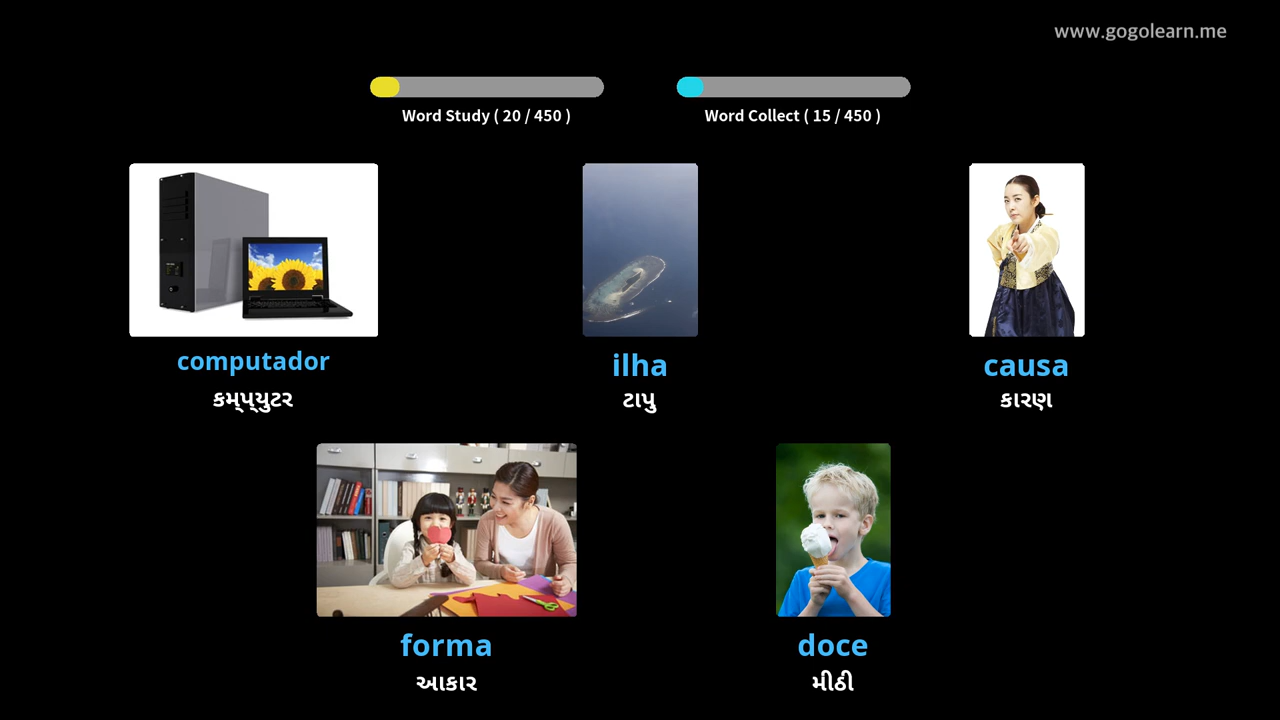 www.gogolearn.me
Word Study ( 20 / 450 )
Word Collect ( 15 / 450 )
computador
કમ્પ્યુટર
ilha
ટાપુ
causa
કારણ
forma
આકાર
doce
મીઠી